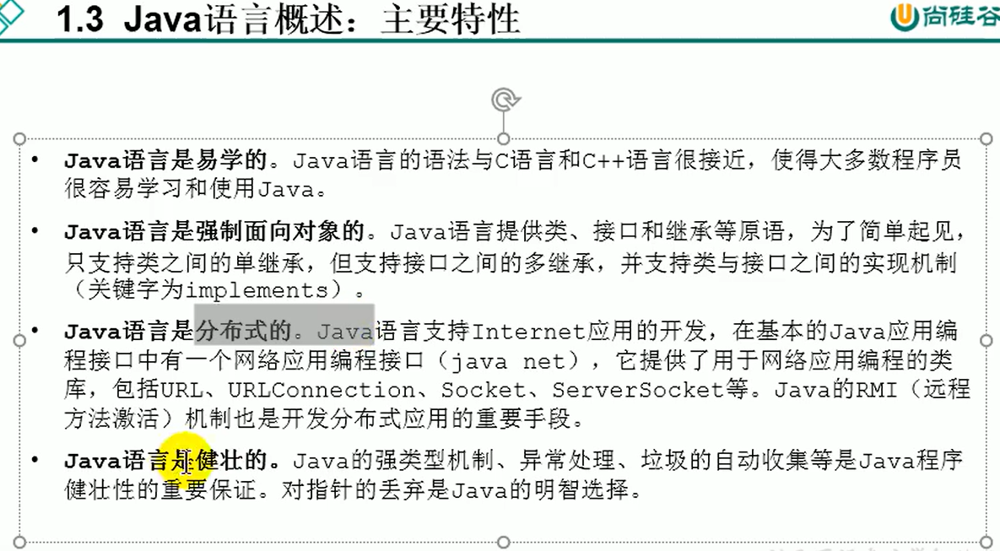 1.3 Java语言概述：主要特性
尚硅谷
• Java语言是易学的。Java语言的语法与C语言和C++语言很接近，使得大多数程序员
很容易学习和使用Java。
• Java语言是强制面向对象的。Java语言提供类、接口和继承等原语，为了简单起见，
只支持类之间的单继承，但支持接口之间的多继承，并支持类与接口之间的实现机制
（关键字为implements）。
• Java语言是分布式的。Java语言支持Internet应用的开发，在基本的Java应用编
程接口中有一个网络应用编程接口（java net），它提供了用于网络应用编程的类
库，包括URL、URLConnection、Socket、ServerSocket等。Java的RMI（远程
方法激活）机制也是开发分布式应用的重要手段。
• Java语言是健壮的。Java的强类型机制、异常处理、垃圾的自动收集等是Java程序
健壮性的重要保证。对指针的丢弃是Java的明智选择。